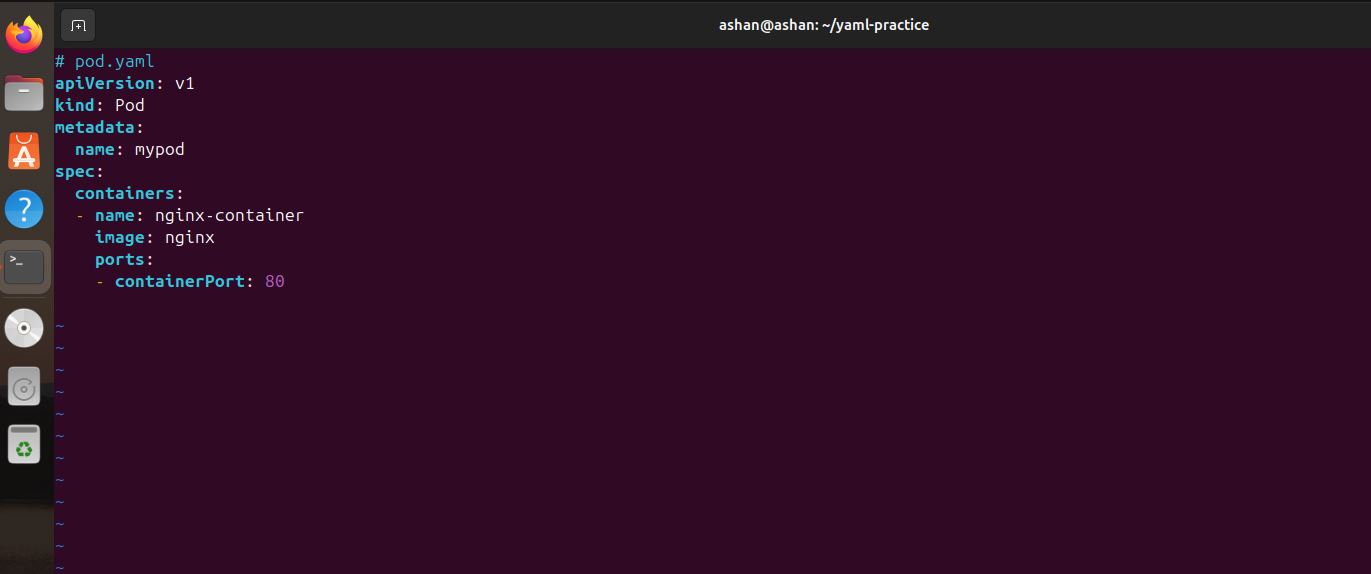 ashan@ashan: ~/yaml-practice
# pod.yaml
apiVersion: v1
kind: Pod
metadata:
  name: mypod
spec:
  containers:
  - name: nginx-container
    image: nginx
    ports:
    - containerPort: 80
~
~
~
~
~
~
~
~
~
~
~
~